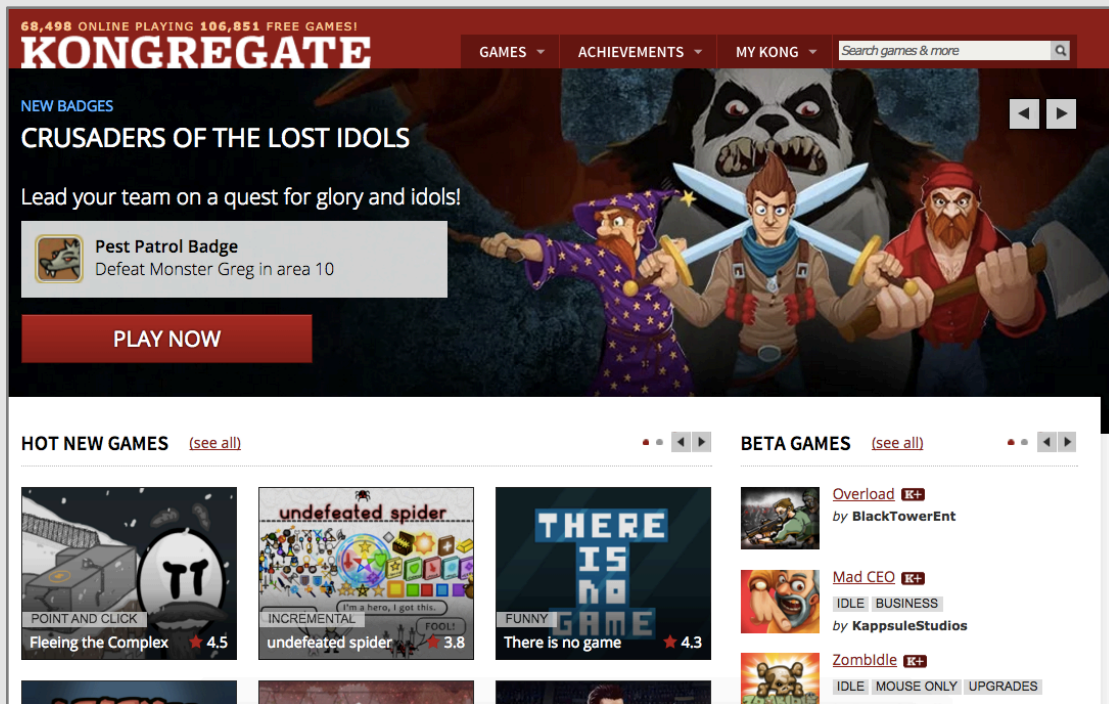 68,498 ONLINE PLAYING 106,851 FREE GAMES!
KONGREGATE
GAMES
ACHIEVEMENTS
MY KONG
Search games & more
NEW BADGES
CRUSADERS OF THE LOST IDOLS
Lead your team on a quest for glory and idols!
Pest Patrol Badge
Defeat Monster Greg in area 10
PLAY NOW
HOT NEW GAMES (see all)
POINT AND CLICK
Fleeing the Complex 4.5
undefeated spider
I'm a hero, I got this.
FOOL!
INCREMENTAL
undefeated spider 3.8
THERE
IS
NO
GAME
FUNNY
There is no game 4.3
BETA GAMES (see all)
Overload K+
by BlackTowerEnt
Mad CEO K+
IDLE BUSINESS
by KappsuleStudios
ZOMBIDLE
ZombIdle K+
IDLE MOUSE ONLY UPGRADES